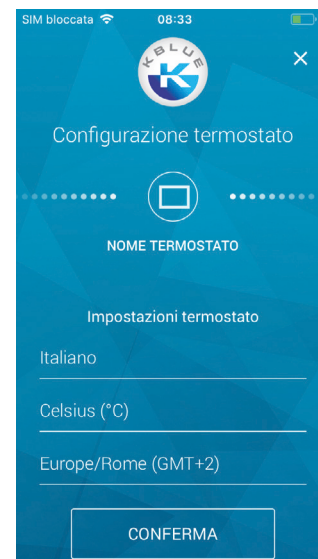 SIM bloccata 08:33
KBLUE
K
Configurazione termostato
NOME TERMOSTATO
Impostazioni termostato
Italiano
Celsius (°C)
Europe/Rome (GMT+2)
CONFERMA